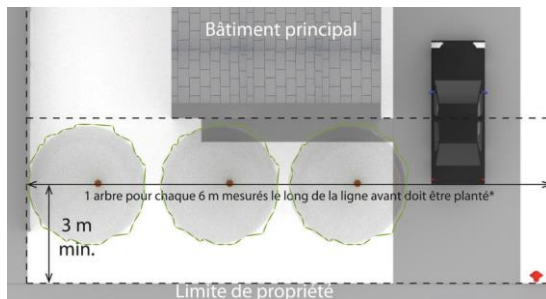 Bâtiment principal
1 arbre pour chaque 6 m mesurés le long de la ligne avant doit être planté*
3 m
min.
Limite de propriété